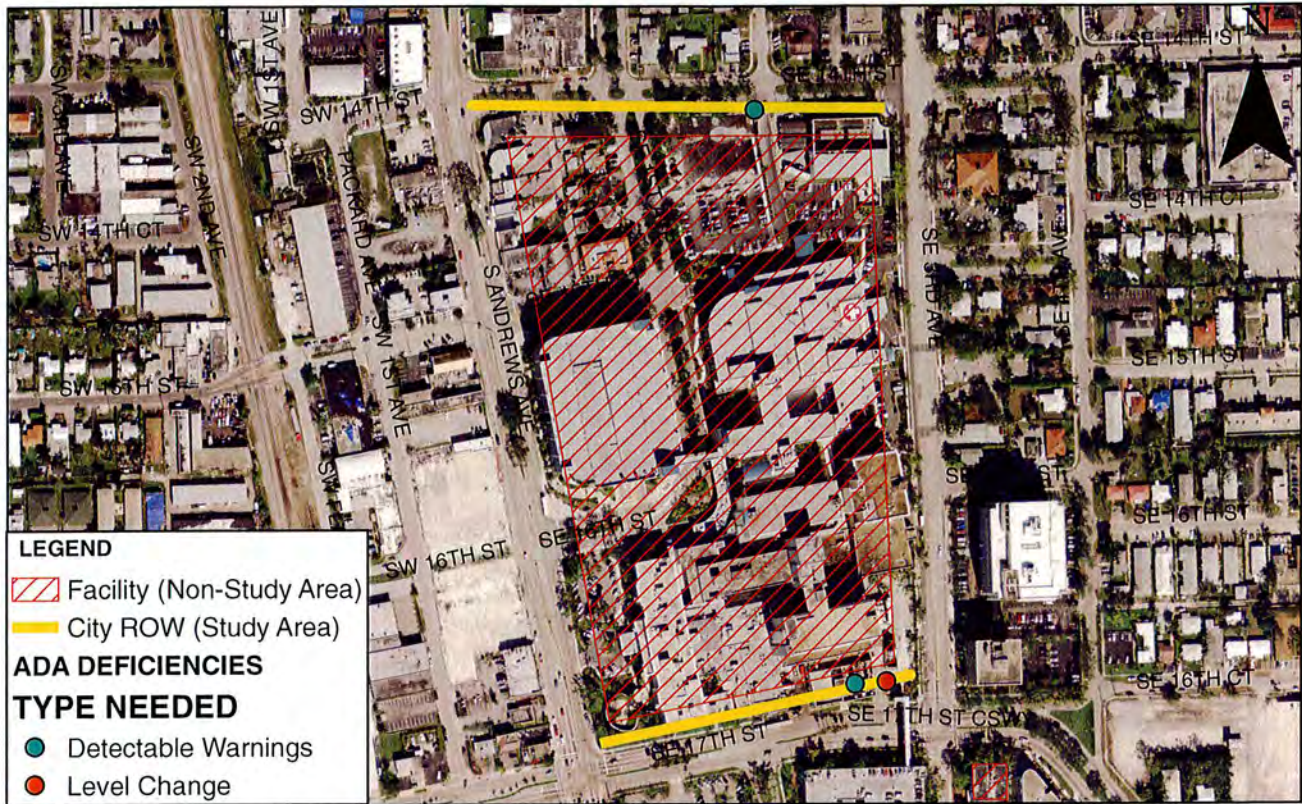 SE 14TH ST
N
SW 1ST AVE
SW 14TH CT
SE 14TH ST
SW 2ND AVE
PACKARD AVE
SE 14TH CT
SW 14TH CT
S ANDREWS AVE
SE 3RD AVE
SE 15TH ST
SW 15TH ST
SW 1ST AVE
SE 16TH ST
SE 16TH ST
SW 16TH ST
SE 16TH CT
SE 17TH ST CSWY
SE 17TH ST
LEGEND
Facility (Non-Study Area)
City ROW (Study Area)
ADA DEFICIENCIES
TYPE NEEDED
Detectable Warnings
Level Change